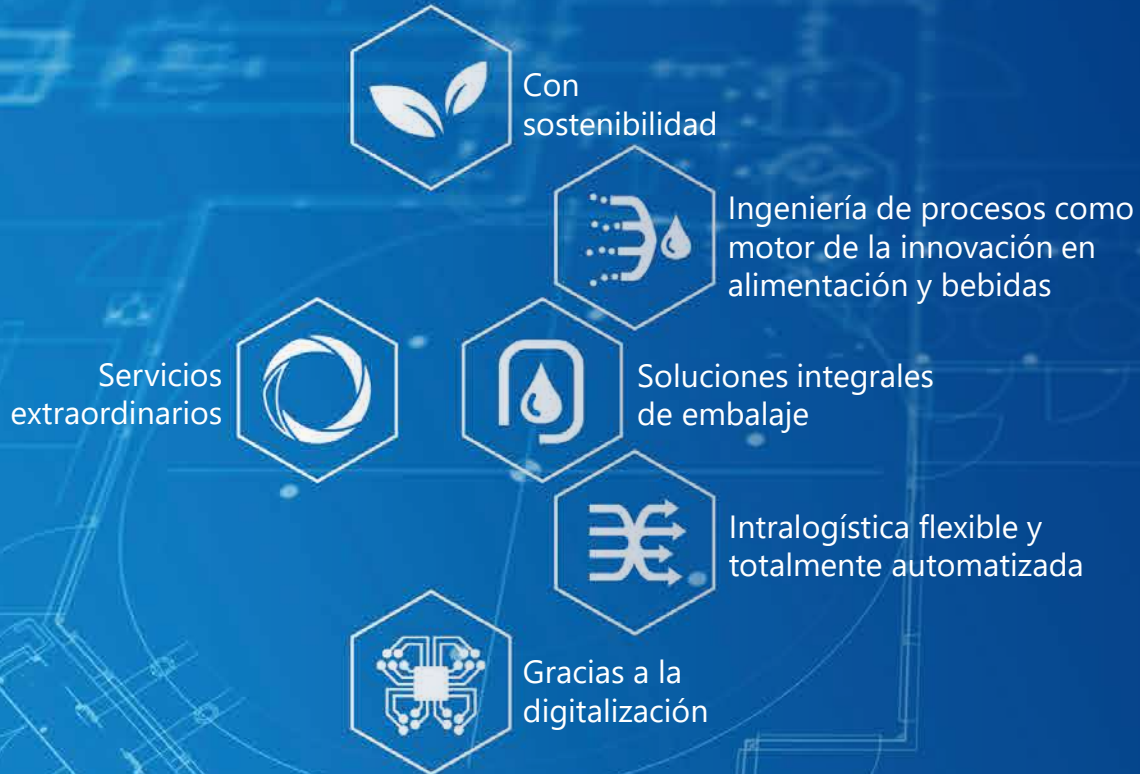 Con
sostenibilidad
Ingeniería de procesos como
motor de la innovación en
alimentación y bebidas
Servicios
extraordinarios
Soluciones integrales
de embalaje
Intralogística flexible y
totalmente automatizada
Gracias a la
digitalización